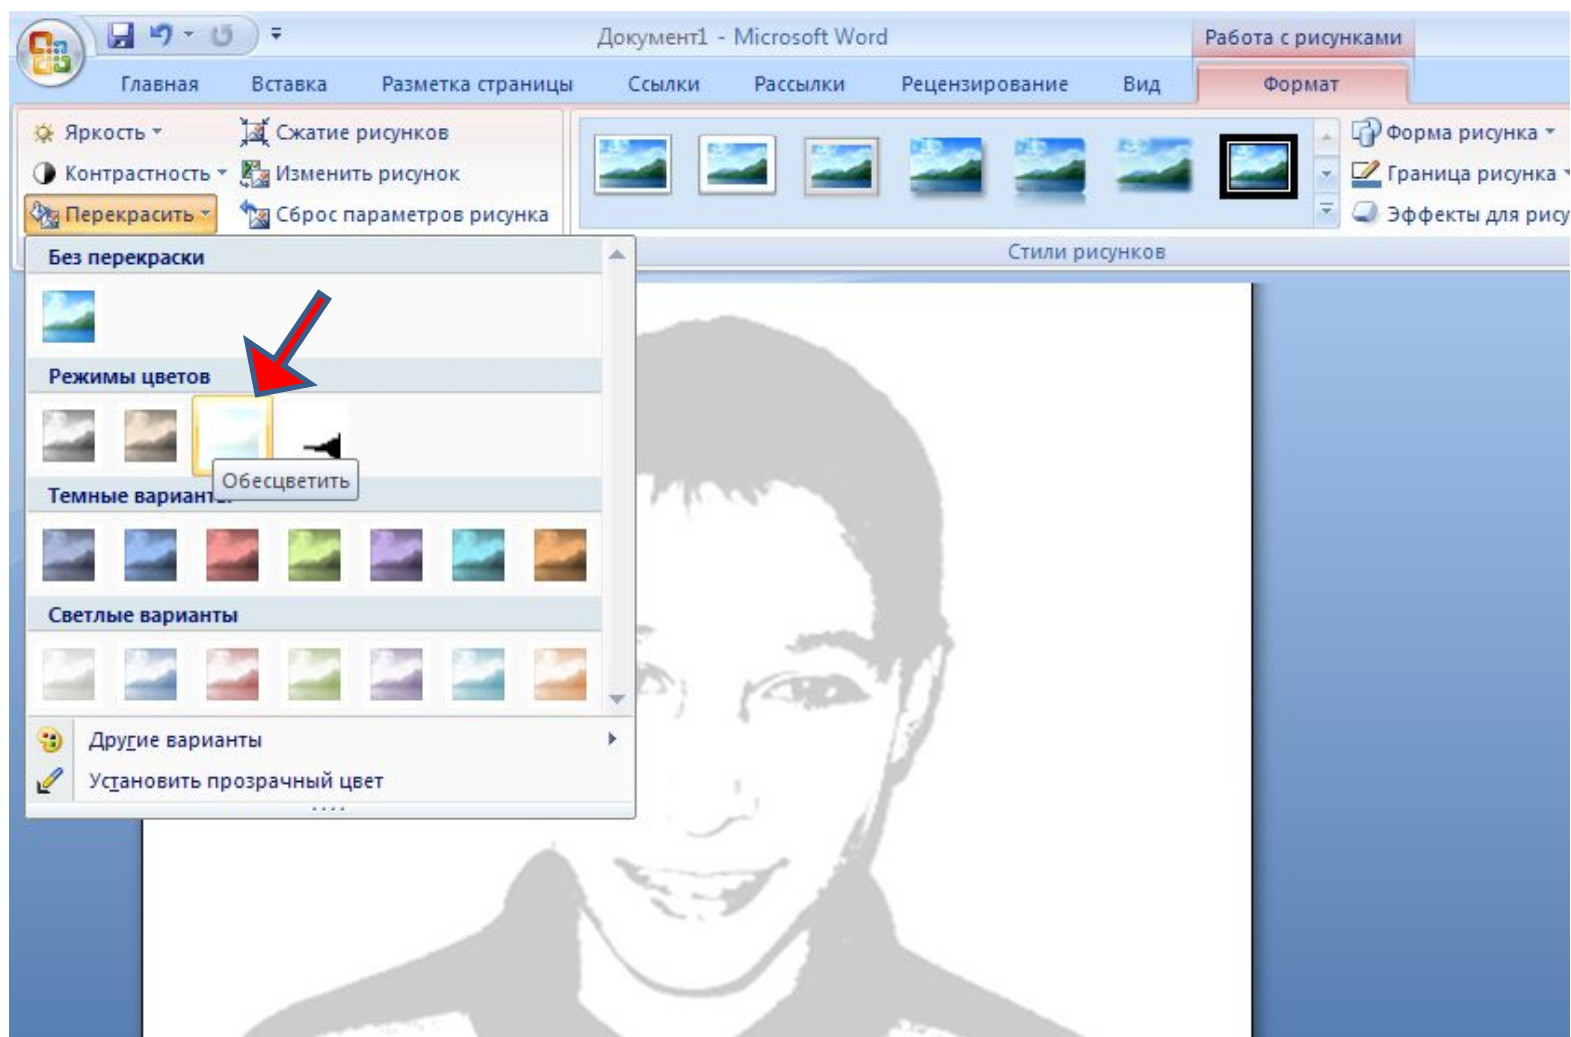 Документ1 - Microsoft Word
Работа с рисунками
Главная Вставка Разметка страницы Ссылки Рассылки Рецензирование Вид Формат
Яркость Сжатие рисунков Форма рисунка
Контрастность Изменить рисунок Граница рисунка
Перекрасить Сброс параметров рисунка Эффекты для рису
Стили рисунков
Без перекраски
Режимы цветов
Обесцветить
Темные вариант
Светлые варианты
Другие варианты
Установить прозрачный цвет